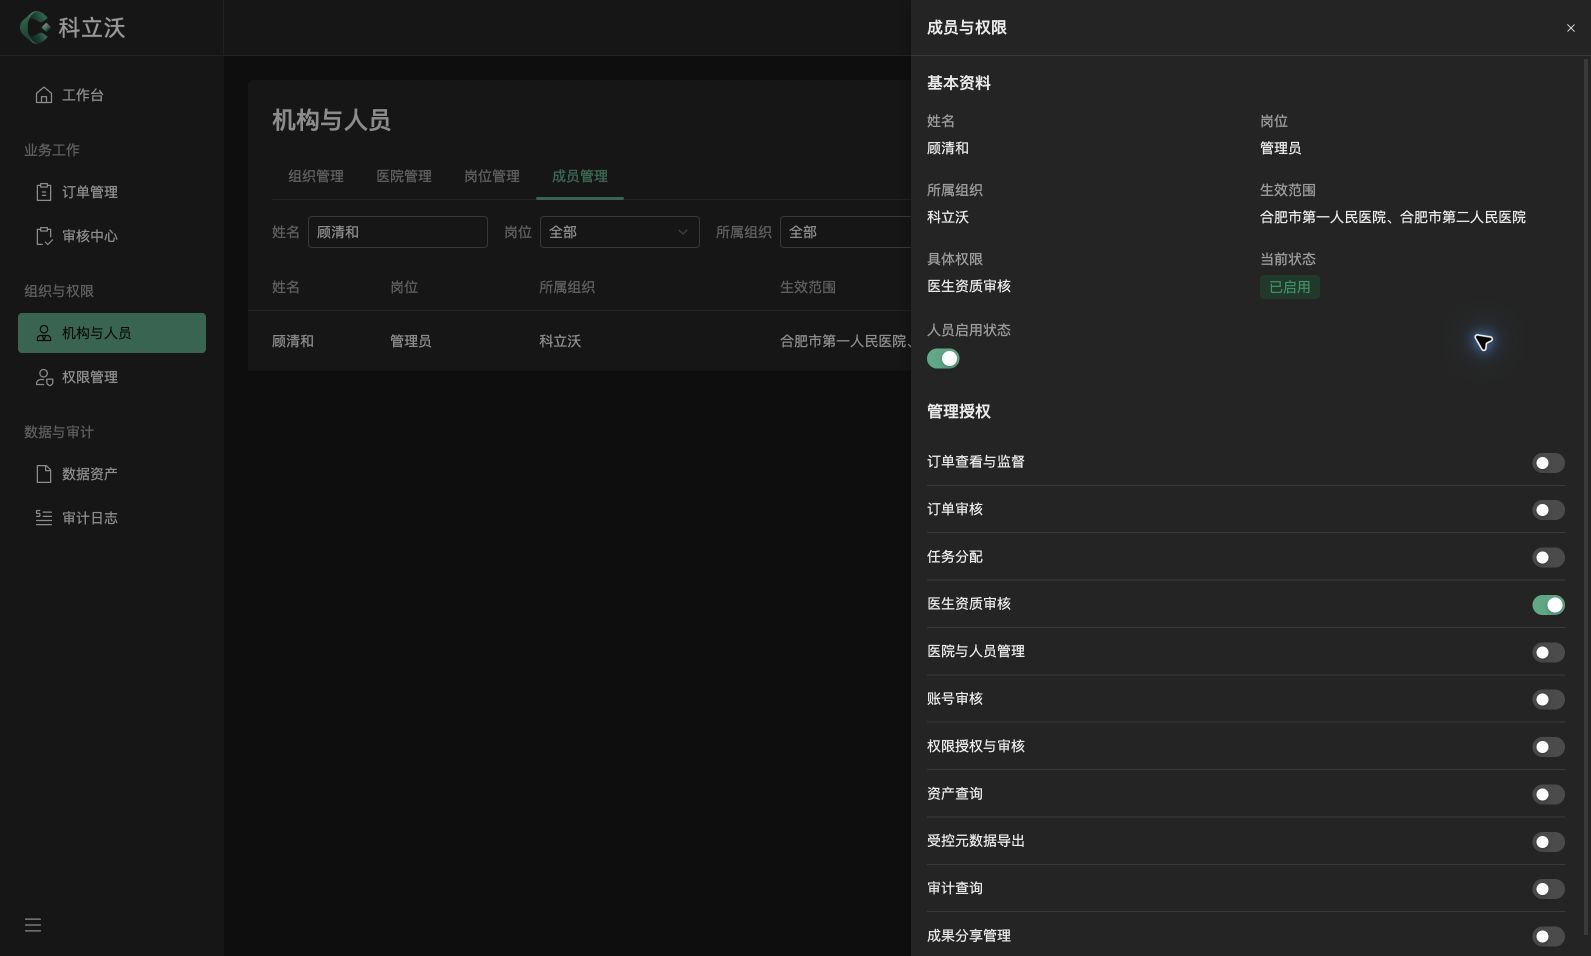 科立沃
工作台
业务工作
订单管理
审核中心
组织与权限
机构与人员
权限管理
数据与审计
数据资产
审计日志
机构与人员
组织管理 医院管理 岗位管理 成员管理
姓名 顾清和 岗位 全部 所属组织 全部
姓名 岗位 所属组织 生效范围
顾清和 管理员 科立沃 合肥市第一人民医院、
成员与权限
基本资料
姓名 岗位
顾清和 管理员
所属组织 生效范围
科立沃 合肥市第一人民医院、合肥市第二人民医院
具体权限 当前状态
医生资质审核 已启用
人员启用状态
管理授权
订单查看与监督
订单审核
任务分配
医生资质审核
医院与人员管理
账号审核
权限授权与审核
资产查询
受控元数据导出
审计查询
成果分享管理